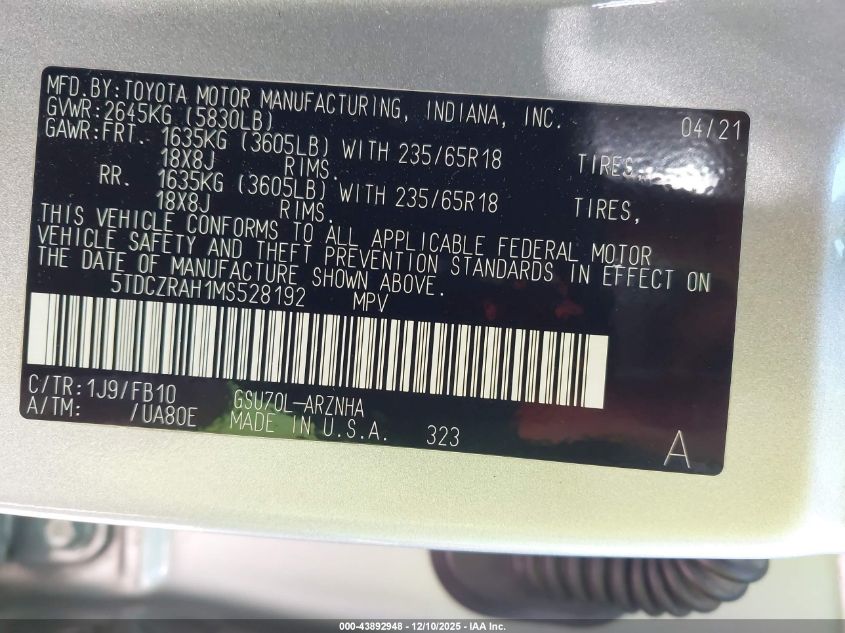 MFD.BY:TOYOTA MOTOR MANUFACTURING, INDIANA, INC. 04/21
GVWR:2645KG (5830LB)
GAWR:FRT. 1635KG (3605LB) WITH 235/65R18 TIRES,
18X8J RIMS.
RR. 1635KG (3605LB) WITH 235/65R18 TIRES,
18X8J RIMS.
THIS VEHICLE CONFORMS TO ALL APPLICABLE FEDERAL MOTOR
VEHICLE SAFETY AND THEFT PREVENTION STANDARDS IN EFFECT ON
THE DATE OF MANUFACTURE SHOWN ABOVE.
5TDCZRAH1MS528192 MPV
C/TR:1J9/FB10 GSU70L-ARZNHA
A/TM: /UA80E MADE IN U.S.A. 323 A
000-43892948 - 12/10/2025 - IAA Inc.